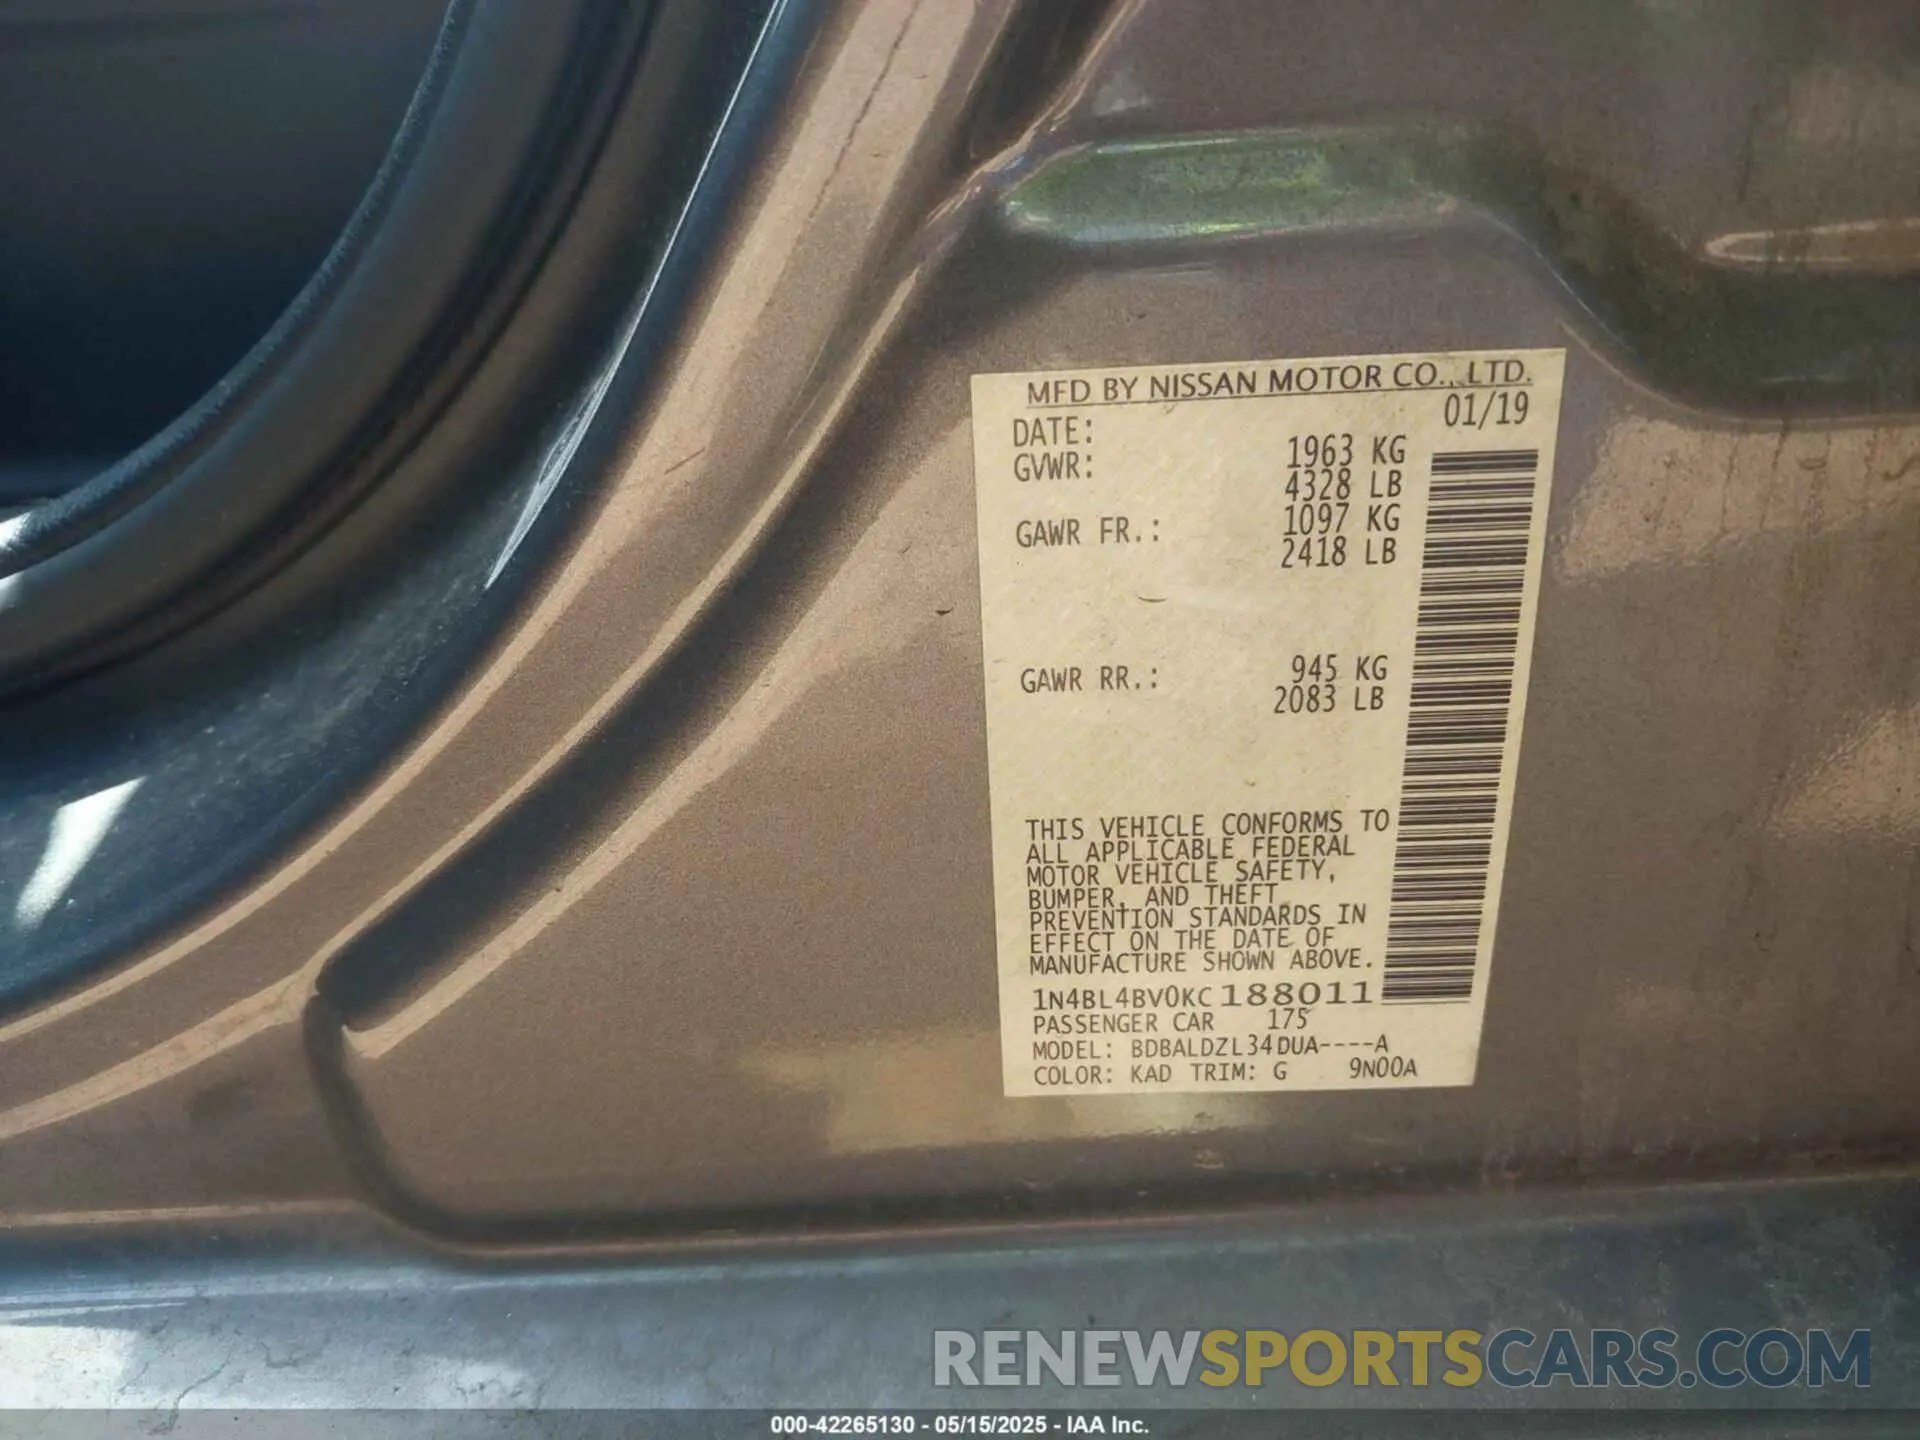 MFD BY NISSAN MOTOR CO., LTD.
DATE: 01/19
GVWR: 1963 KG
4328 LB
GAWR FR.: 1097 KG
2418 LB
GAWR RR.: 945 KG
2083 LB
THIS VEHICLE CONFORMS TO
ALL APPLICABLE FEDERAL
MOTOR VEHICLE SAFETY,
BUMPER, AND THEFT
PREVENTION STANDARDS IN
EFFECT ON THE DATE OF
MANUFACTURE SHOWN ABOVE.
1N4BL4BV0KC188011
PASSENGER CAR 175
MODEL: BDBALDZL34DUA----A
COLOR: KAD TRIM: G 9N00A
RENEWSPORTSCARS.COM
000-42265130 - 05/15/2025 - IAA Inc.